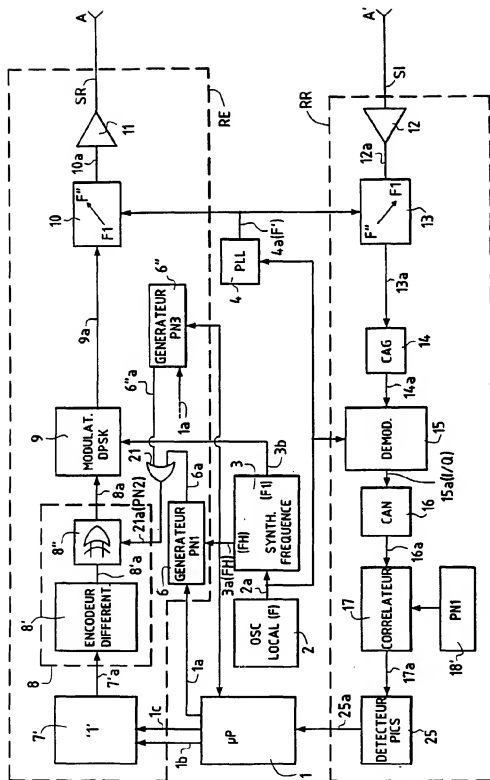 A
SR
11
10a
RE
F"
F1
10
9a
4a(F')
PLL
4
6"
GENERATEUR
PN3
6"a
1a
MODULAT.
DPSK
9
8a
21
6a
3b
8"
21a(PN2)
8'a
8'
ENCODEUR
DIFFERENT.
8
GENERATEUR
PN1
6
3a(FH)
(FH)
(F1)
3
SYNTH.
FREQUENCE
2a
OSC
LOCAL (F)
2
7'a
'1'
7'
1c
1b
1a
µP
1
25a
A'
SI
RR
12
12a
F"
F1
13
13a
CAG
14
14a
DEMOD.
15
15a(I/Q)
CAN
16
16a
CORRELATEUR
17
PN1
18'
17a
DETECTEUR
PICS
25